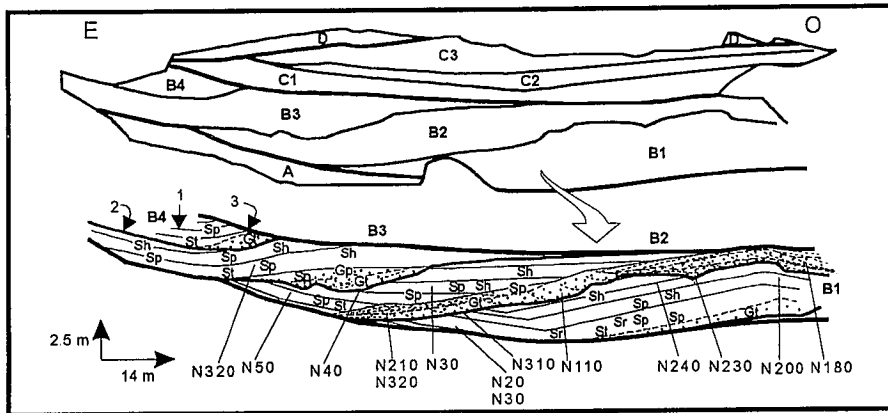 E O
D D
C3
B4 C1 C2
B3
B2
B1
A
2 1 3
B4 B3 B2
Sp
St Gt Sh Sh
Sh Sp Sp Sh
Sp Gp
St Sp Sp Gt Sp Sh Sp Sh B1
Sp St Sp Gt Sp Sh
Sr Sr Sp Sp
St Gt
2.5 m
14 m
N320 N50 N40 N210 N30 N310 N110 N240 N230 N200 N180
N320 N20
N30